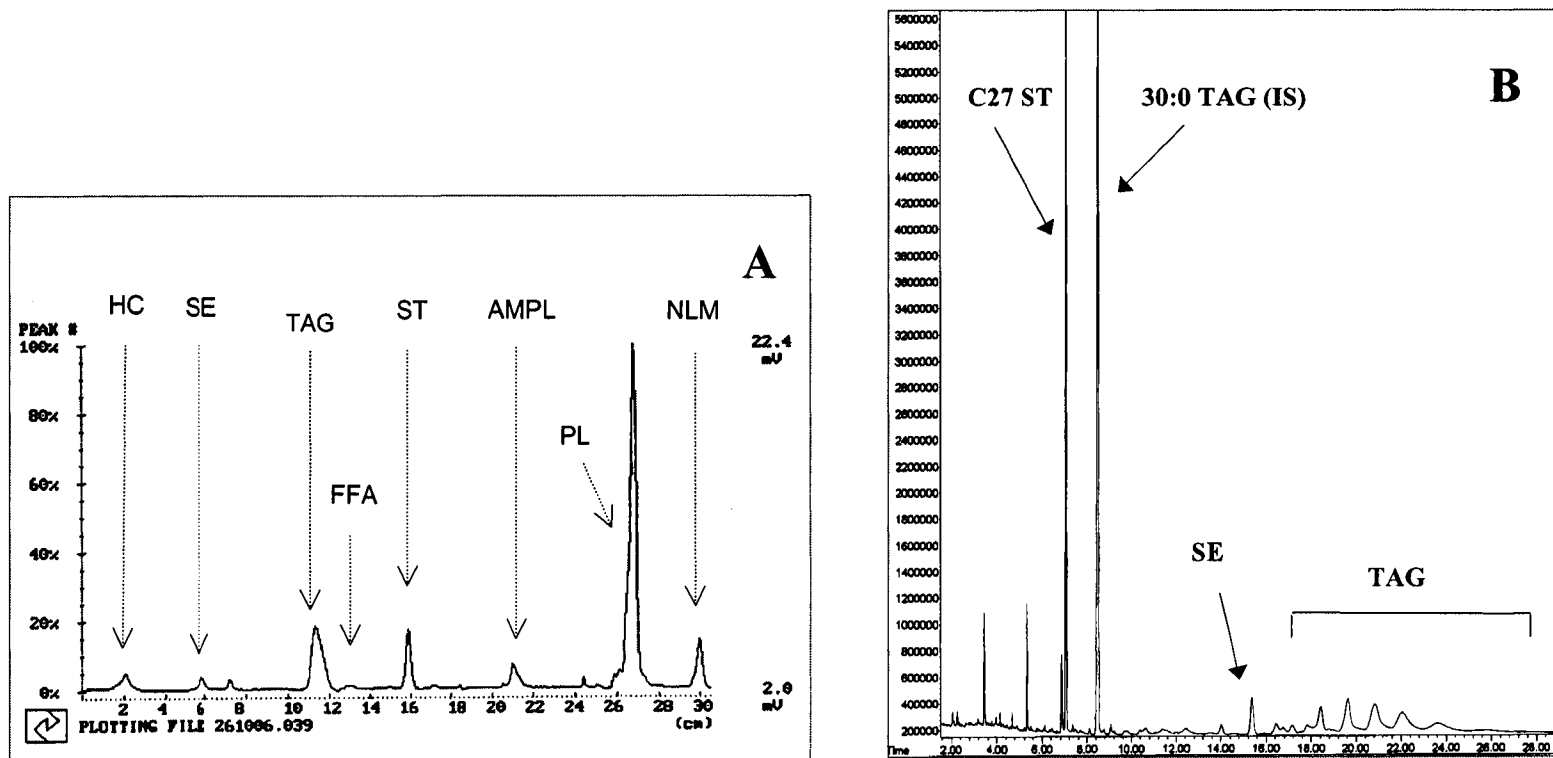 A
HC SE TAG ST AMPL NLM
PEAK #
100% 22.4
mV
80%
PL
60%
FFA
40%
20%
0% 2.0
mV
2 4 6 8 10 12 14 16 18 20 22 24 26 28 30
(cm)
PLOTTING FILE 261006.039
B
5600000
5400000
5200000
C27 ST 30:0 TAG (IS)
5000000
4800000
4600000
4400000
4200000
4000000
3800000
3600000
3400000
3200000
3000000
2800000
2600000
2400000
2200000
2000000
1800000
1600000
SE
TAG
1400000
1200000
1000000
800000
600000
400000
200000
Time 2.00 4.00 6.00 8.00 10.00 12.00 14.00 16.00 18.00 20.00 22.00 24.00 26.00 28.00